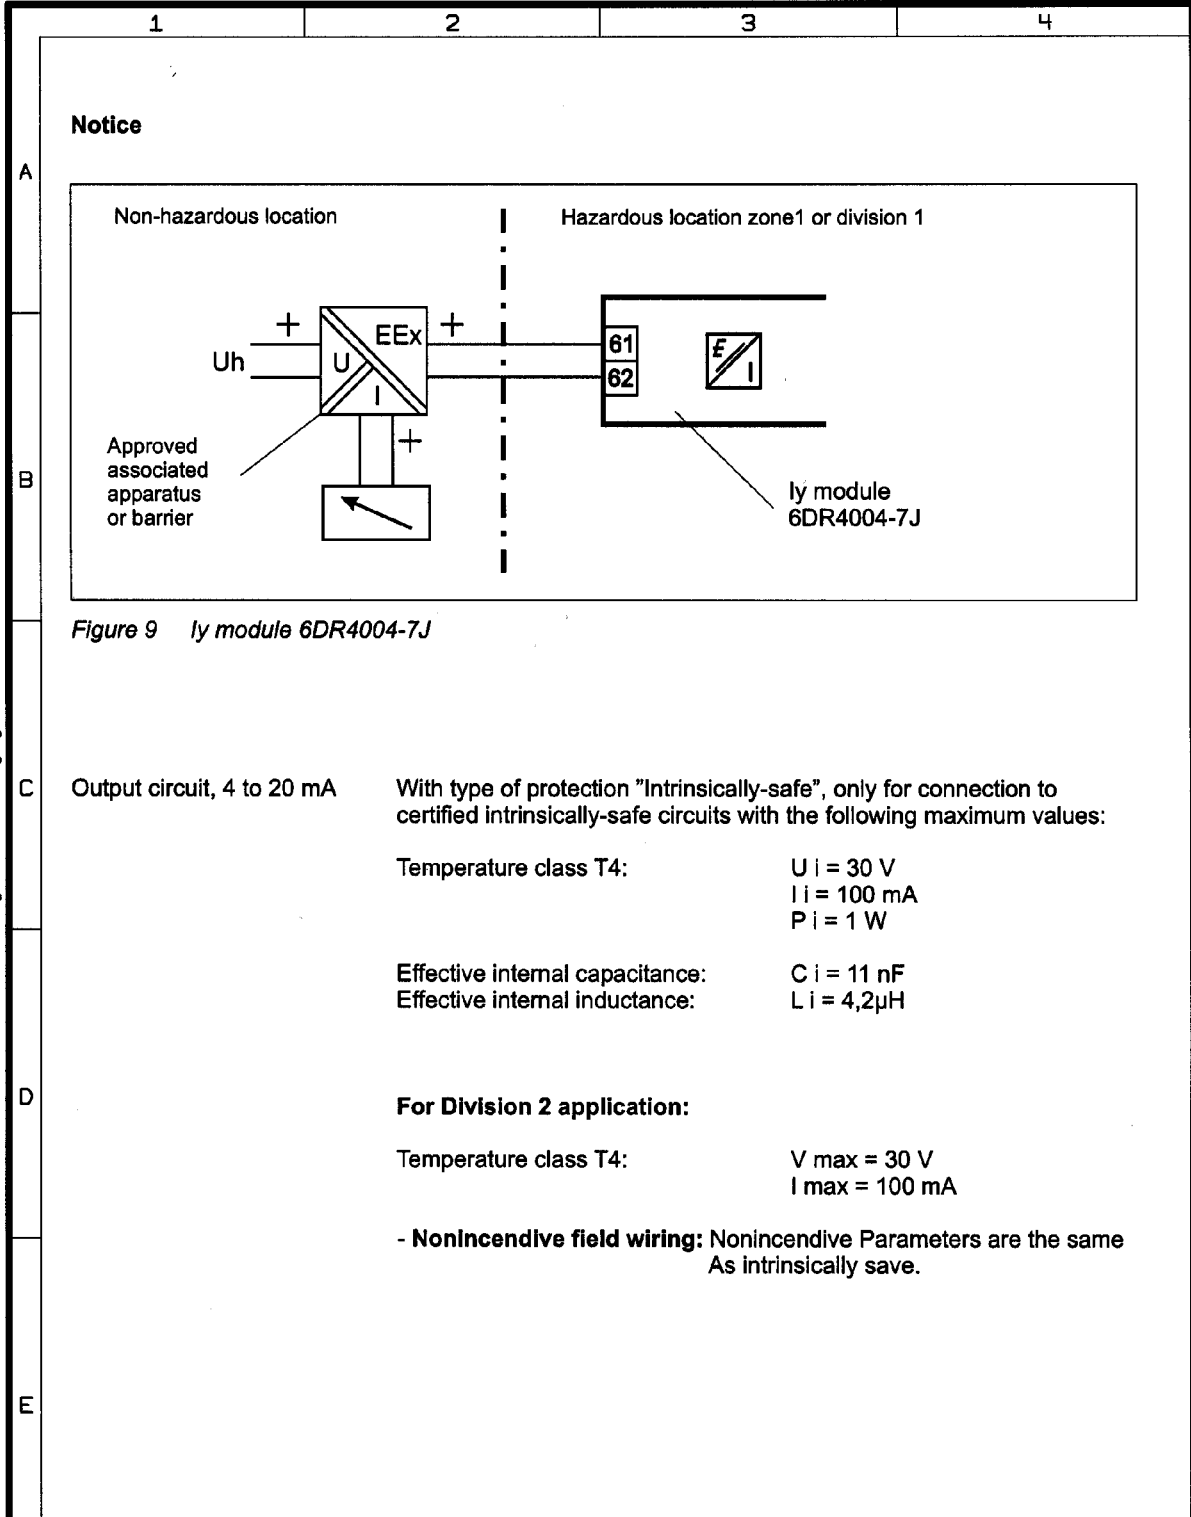 1 2 3 4
Notice
A
Non-hazardous location
Hazardous location zone1 or division 1
+ EEx +
Uh U I
+
61
62
E I
Approved
associated
apparatus
or barrier
B
Iy module
6DR4004-7J
Figure 9 Iy module 6DR4004-7J
C
Output circuit, 4 to 20 mA
With type of protection "Intrinsically-safe", only for connection to
certified intrinsically-safe circuits with the following maximum values:
Temperature class T4: U i = 30 V
I i = 100 mA
P i = 1 W
Effective internal capacitance: C i = 11 nF
Effective internal inductance: L i = 4,2µH
D
For Division 2 application:
Temperature class T4: V max = 30 V
I max = 100 mA
- Nonincendive field wiring: Nonincendive Parameters are the same
As intrinsically save.
E